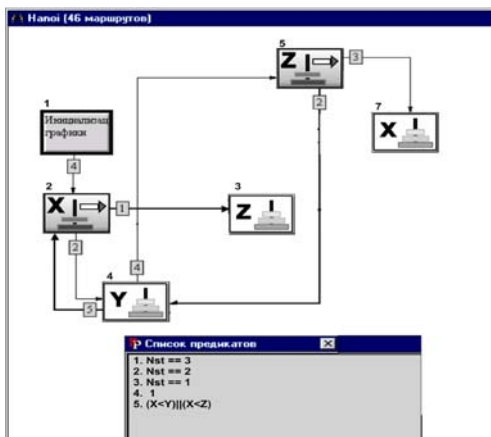 Hanoi (46 маршрутов)
5
Z
3
2
7
X
1
Инициализац
графики
4
2
X
1
3
Z
2
4
4
Y
5
Список предикатов
1. Nst == 3
2. Nst == 2
3. Nst == 1
4. 1
5. (X<Y)||(X<Z)